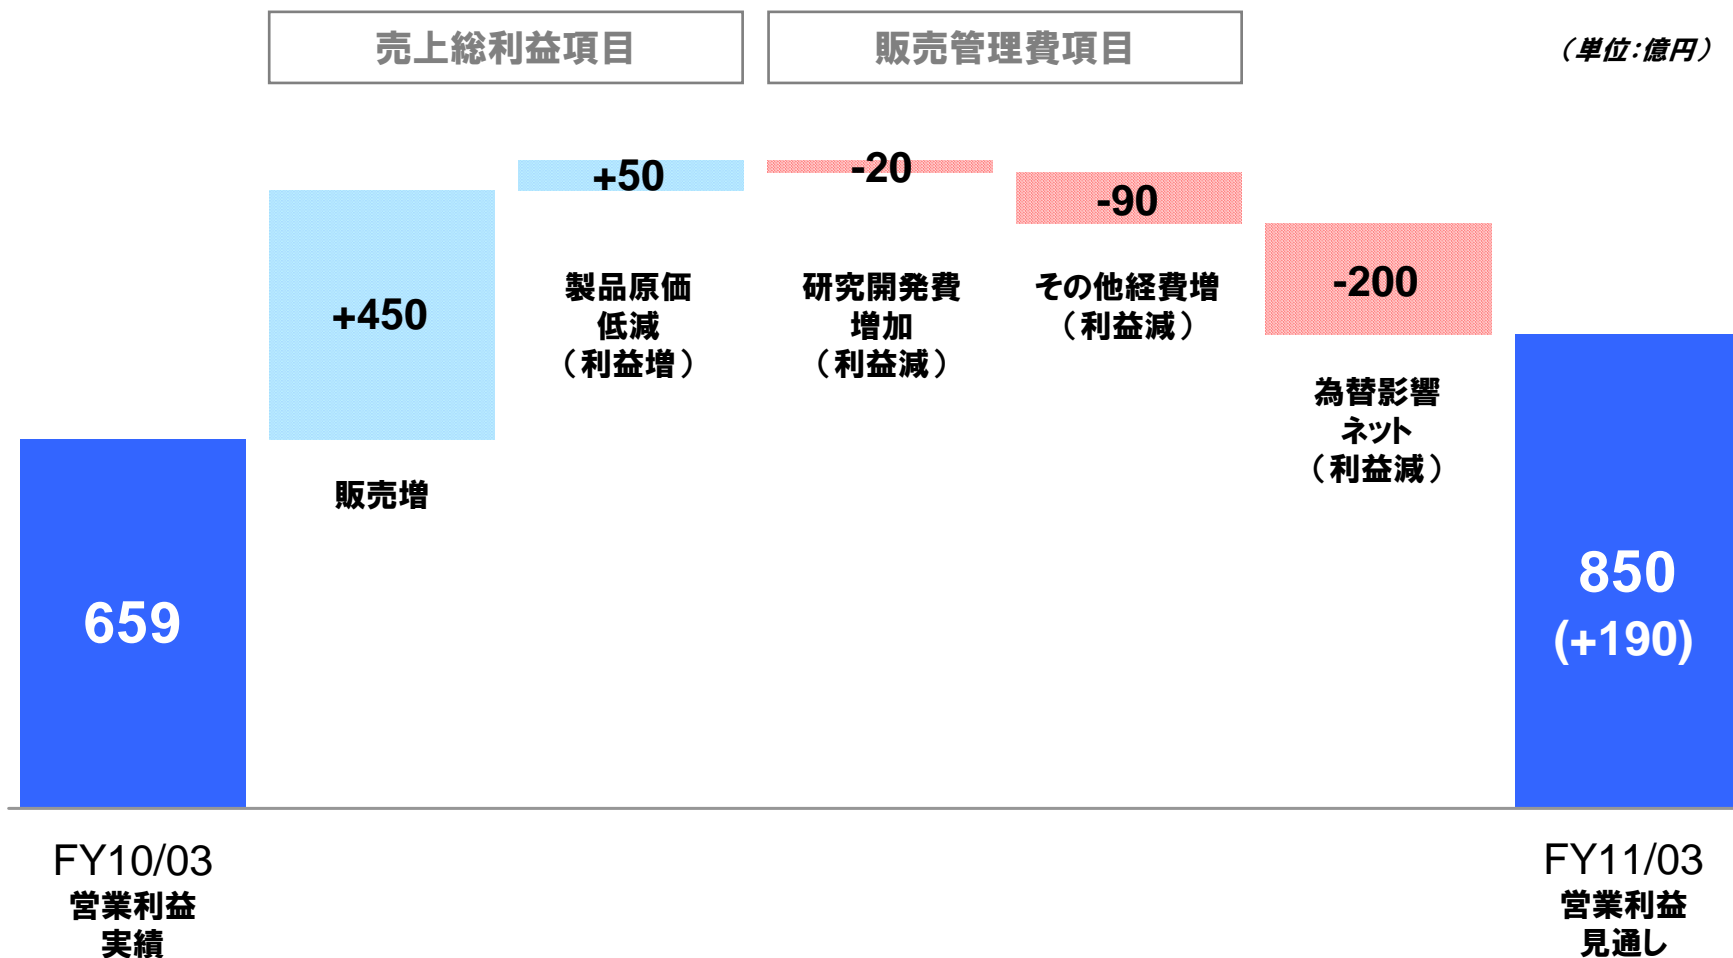 売上総利益項目
販売管理費項目
（単位：億円）
+450
販売増
+50
製品原価
低減
（利益増）
-20
研究開発費
増加
（利益減）
-90
その他経費増
（利益減）
-200
為替影響
ネット
（利益減）
659
850
(+190)
FY10/03
営業利益
実績
FY11/03
営業利益
見通し